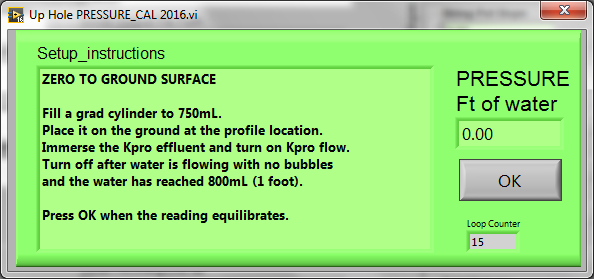 Up Hole PRESSURE_CAL 2016.vi
Setup_instructions
ZERO TO GROUND SURFACE
Fill a grad cylinder to 750mL.
Place it on the ground at the profile location.
Immerse the Kpro effluent and turn on Kpro flow.
Turn off after water is flowing with no bubbles
and the water has reached 800mL (1 foot).
Press OK when the reading equilibrates.
PRESSURE
Ft of water
0.00
OK
Loop Counter
15